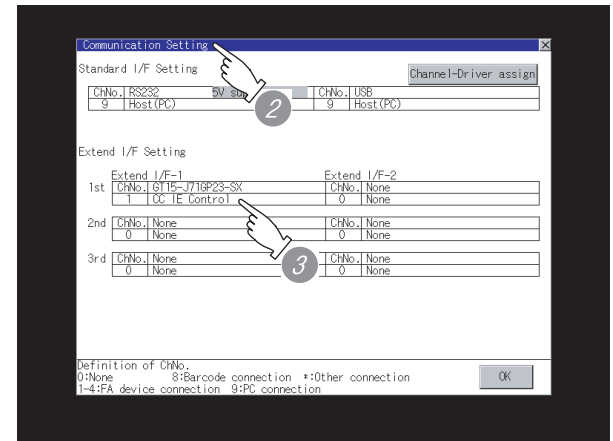 Communication Setting
Standard I/F Setting
Channel-Driver assign
ChNo. RS232 5V ChNo. USB
9 Host(PC) 9 Host(PC)
2
Extend I/F Setting
Extend I/F-1 Extend I/F-2
1st ChNo. GT15-J71GP23-SX ChNo. None
1 CC IE Control 0 None
2nd ChNo. None ChNo. None
0 None 0 None
3rd ChNo. None ChNo. None
0 None 0 None
3
Definition of ChNo.
0:None 8:Barcode connection *:Other connection
1-4:FA device connection 9:PC connection
OK